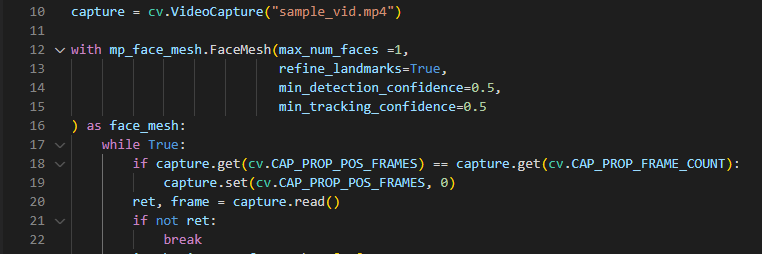 10 capture = cv.VideoCapture("sample_vid.mp4")
11
12 with mp_face_mesh.FaceMesh(max_num_faces =1,
13 refine_landmarks=True,
14 min_detection_confidence=0.5,
15 min_tracking_confidence=0.5
16 ) as face_mesh:
17 while True:
18 if capture.get(cv.CAP_PROP_POS_FRAMES) == capture.get(cv.CAP_PROP_FRAME_COUNT):
19 capture.set(cv.CAP_PROP_POS_FRAMES, 0)
20 ret, frame = capture.read()
21 if not ret:
22 break